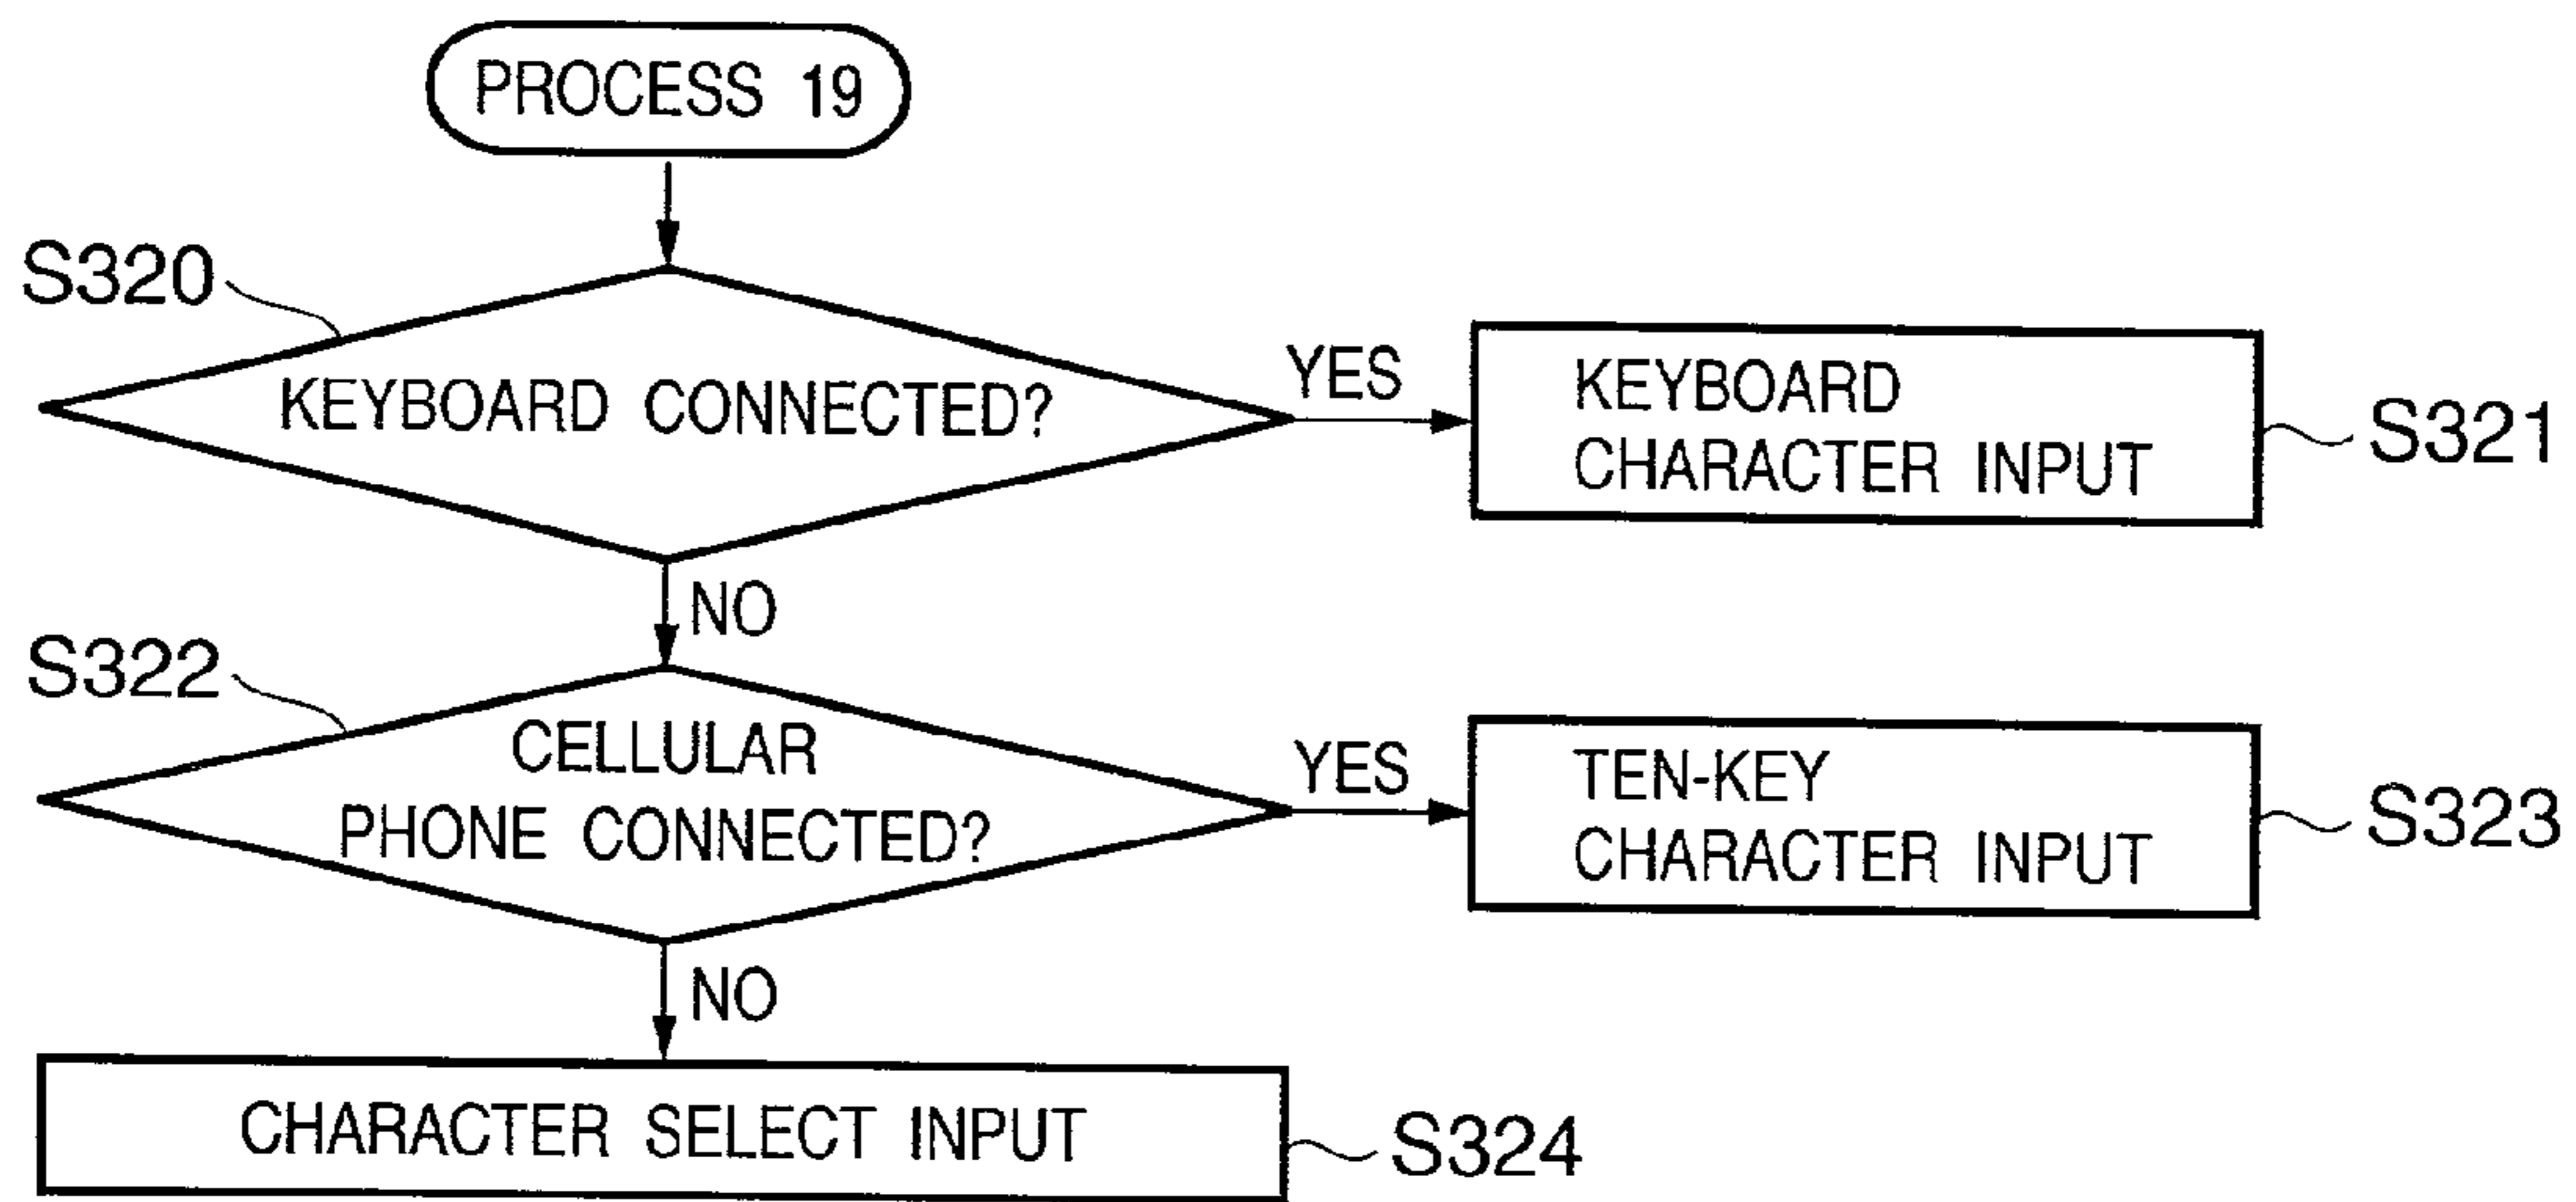 PROCESS 19
S320
KEYBOARD CONNECTED?
YES
KEYBOARD
CHARACTER INPUT
S321
NO
S322
CELLULAR
PHONE CONNECTED?
YES
TEN-KEY
CHARACTER INPUT
S323
NO
CHARACTER SELECT INPUT
S324